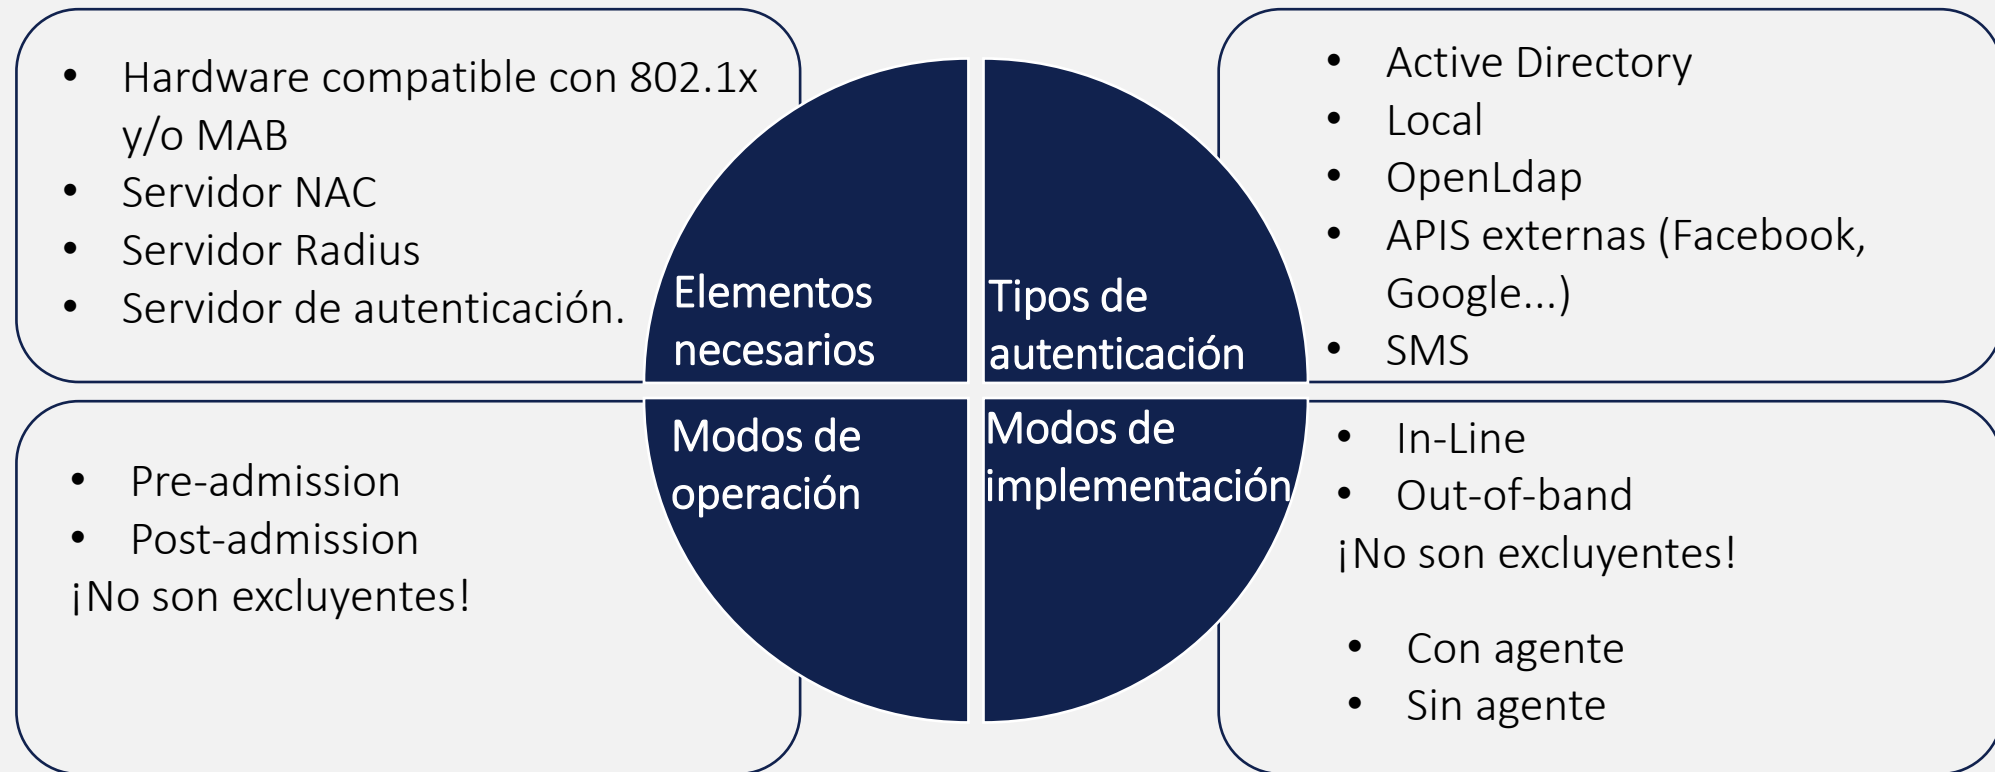 • Hardware compatible con 802.1x
y/o MAB
• Servidor NAC
• Servidor Radius
• Servidor de autenticación.
Elementos
necesarios
• Active Directory
• Local
• OpenLdap
• APIS externas (Facebook,
Google...)
• SMS
Tipos de
autenticación
• Pre-admission
• Post-admission
¡No son excluyentes!
Modos de
operación
• In-Line
• Out-of-band
¡No son excluyentes!
• Con agente
• Sin agente
Modos de
implementación